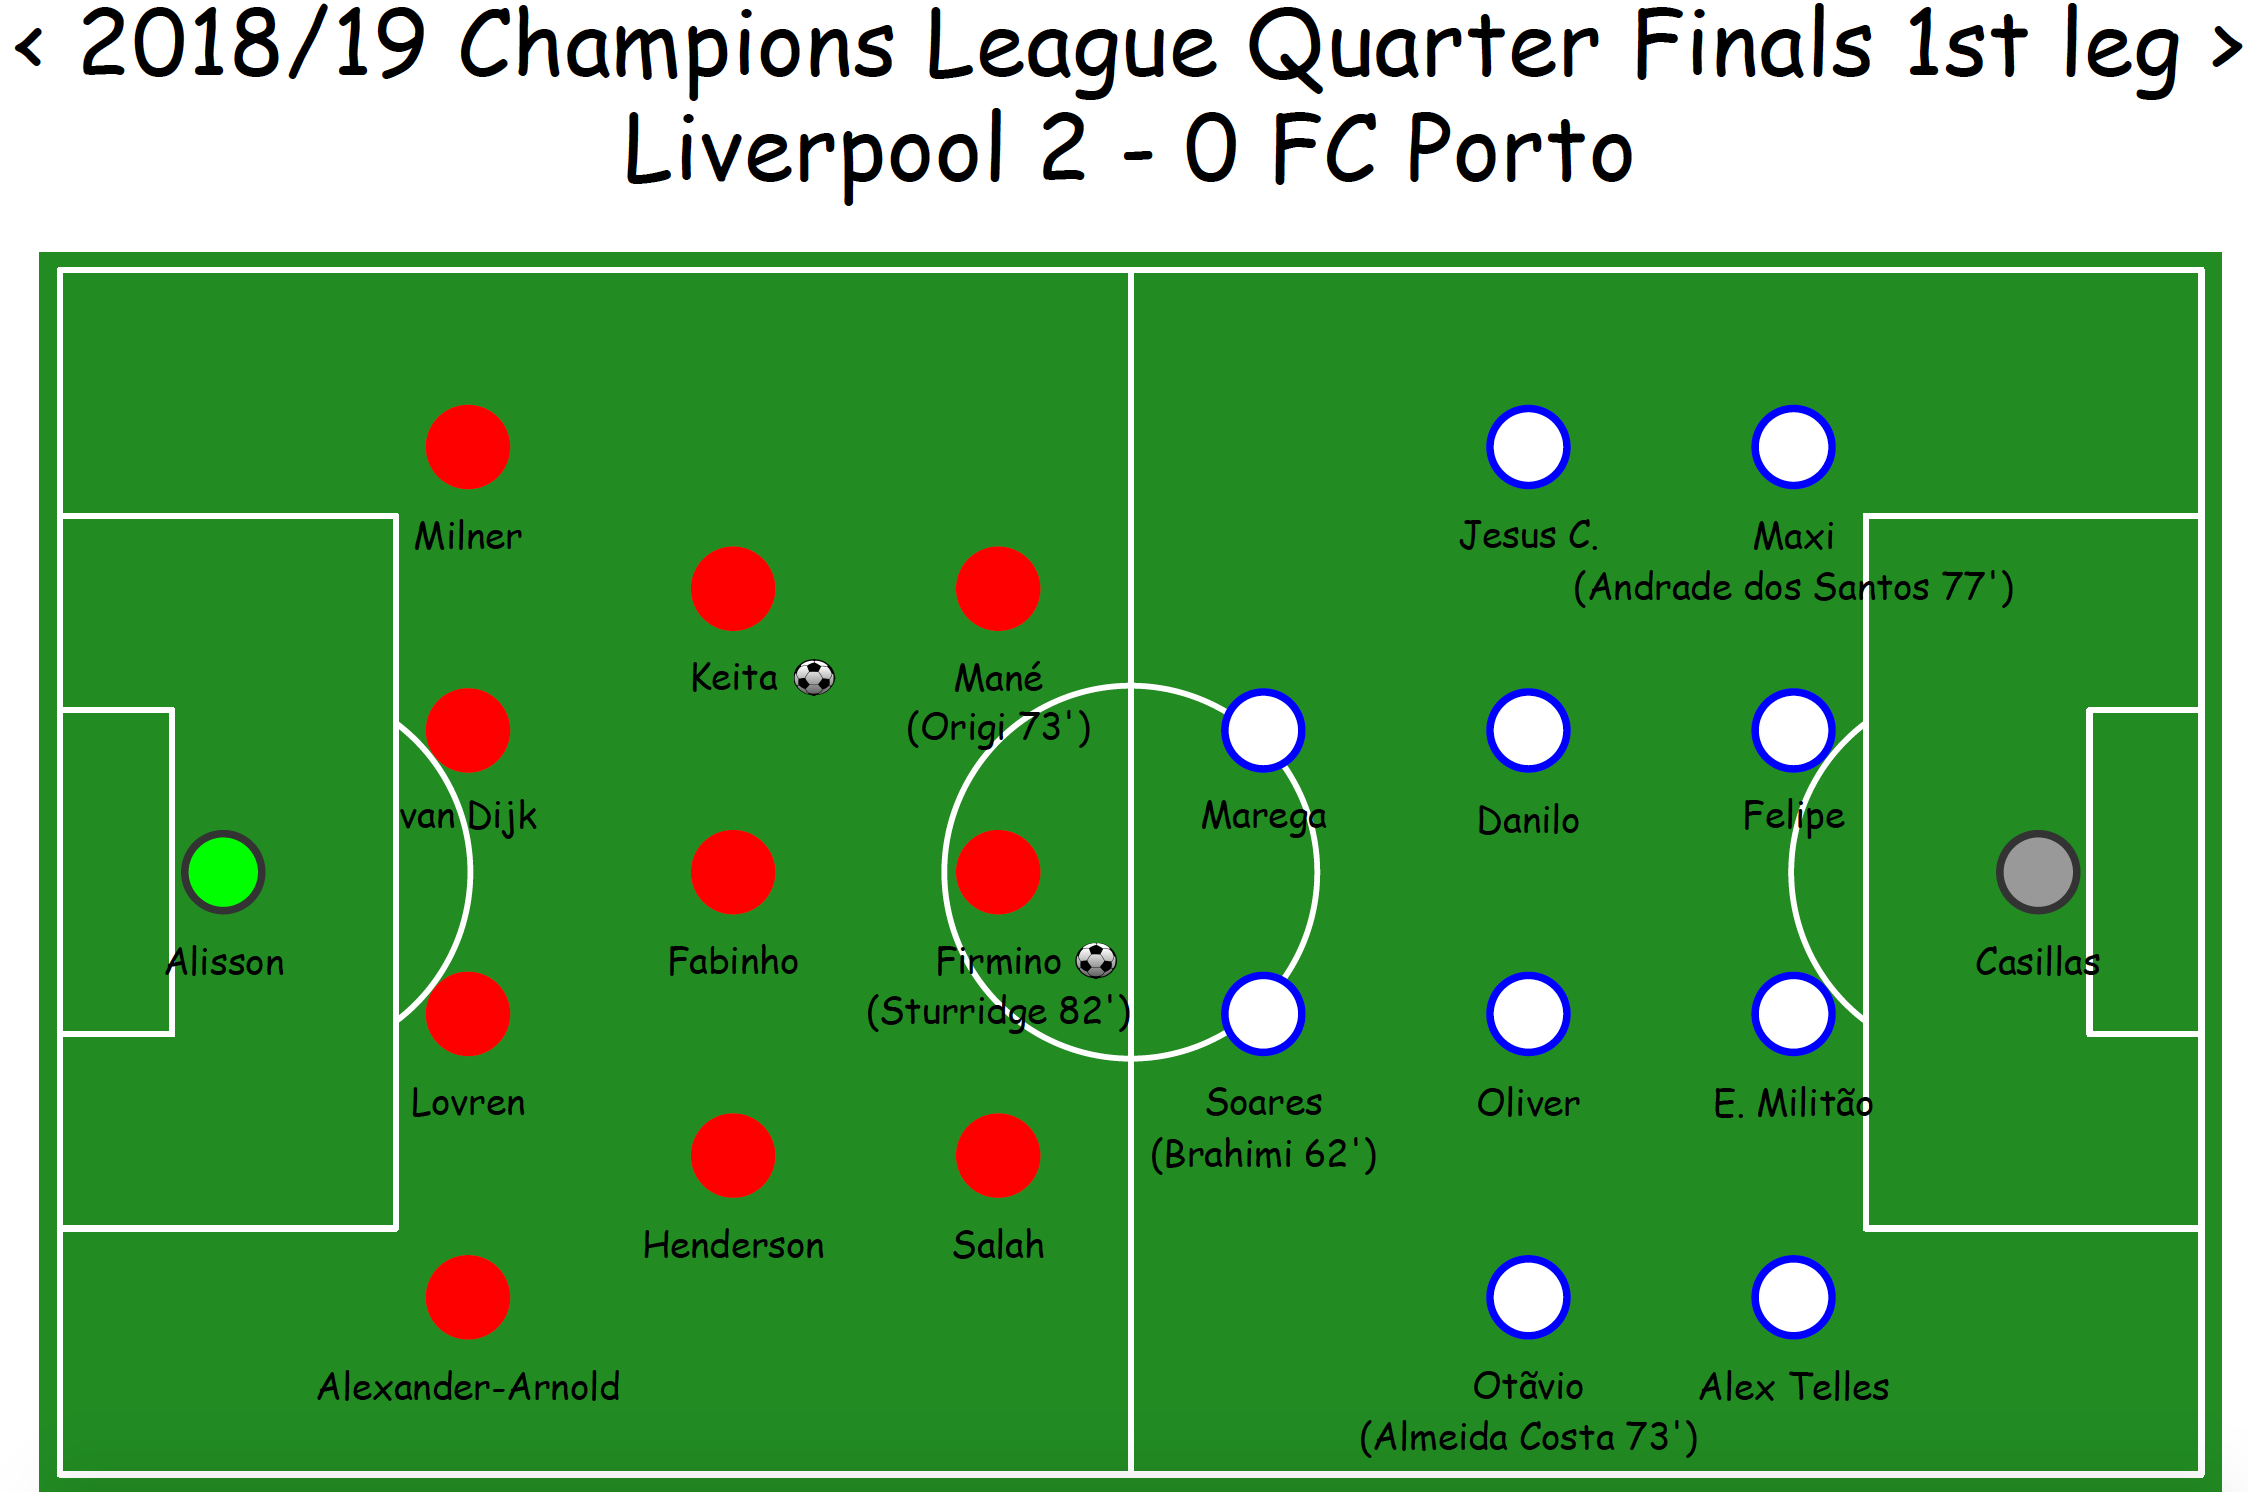 < 2018/19 Champions League Quarter Finals 1st leg >
Liverpool 2 - 0 FC Porto
Milner
Jesus C.
Maxi
(Andrade dos Santos 77')
Keita
Mané
(Origi 73')
van Dijk
Marega
Danilo
Felipe
Alisson
Fabinho
Firmino
(Sturridge 82')
Casillas
Lovren
Soares
(Brahimi 62')
Oliver
E. Militão
Henderson
Salah
Alexander-Arnold
Otãvio
(Almeida Costa 73')
Alex Telles